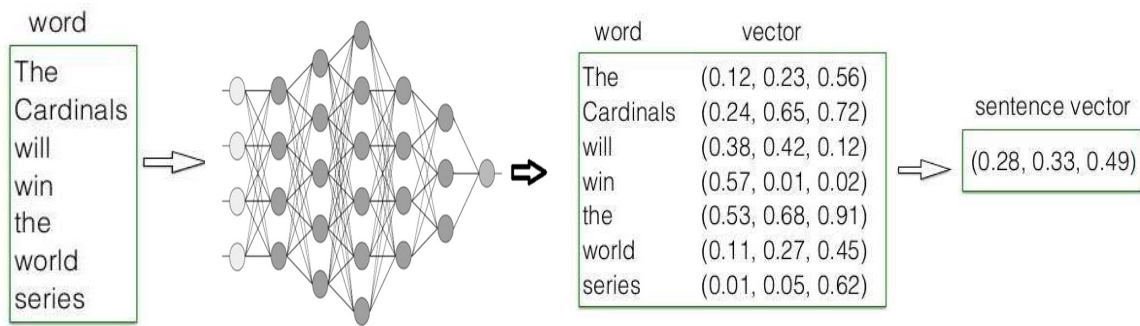 word
The
Cardinals
will
win
the
world
series
word vector
The (0.12, 0.23, 0.56)
Cardinals (0.24, 0.65, 0.72)
will (0.38, 0.42, 0.12)
win (0.57, 0.01, 0.02)
the (0.53, 0.68, 0.91)
world (0.11, 0.27, 0.45)
series (0.01, 0.05, 0.62)
sentence vector
(0.28, 0.33, 0.49)